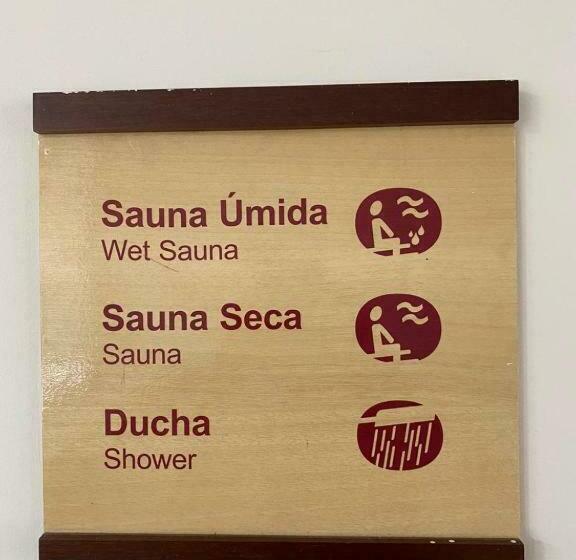 Sauna Úmida
Wet Sauna
Sauna Seca
Sauna
Ducha
Shower